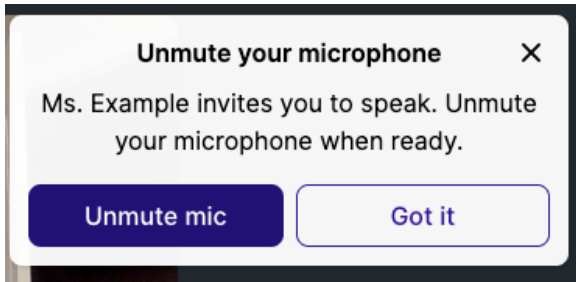 Unmute your microphone
Ms. Example invites you to speak. Unmute
your microphone when ready.
Unmute mic
Got it